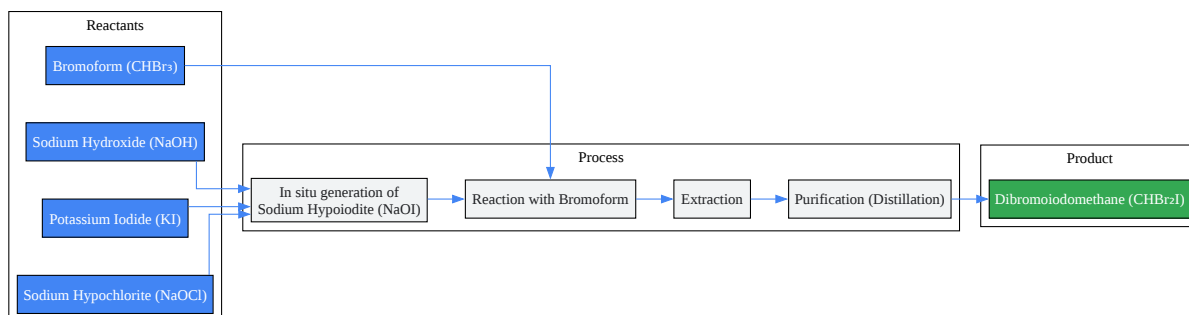 Reactants
Bromoform (CHBr₃)
Sodium Hydroxide (NaOH)
Potassium Iodide (KI)
Sodium Hypochlorite (NaOCl)
Process
In situ generation of
Sodium Hypoiodite (NaOI)
Reaction with Bromoform
Extraction
Purification (Distillation)
Product
Dibromoiodomethane (CHBr₂I)